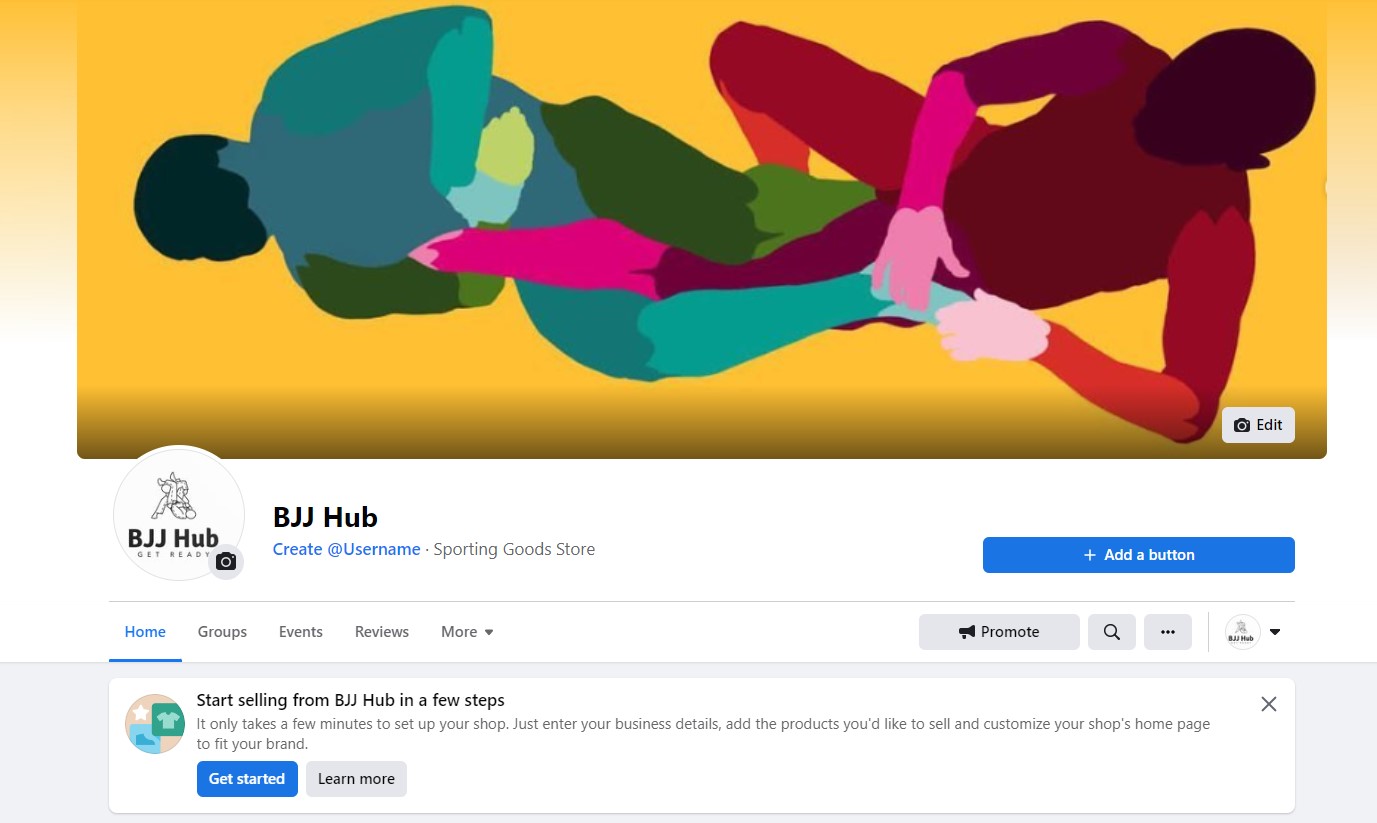 Edit
BJJ Hub
GET READY
BJJ Hub
Create @Username · Sporting Goods Store
+ Add a button
Home
Groups
Events
Reviews
More
Promote
BJJ Hub
Start selling from BJJ Hub in a few steps
It only takes a few minutes to set up your shop. Just enter your business details, add the products you'd like to sell and customize your shop's home page
to fit your brand.
Get started
Learn more